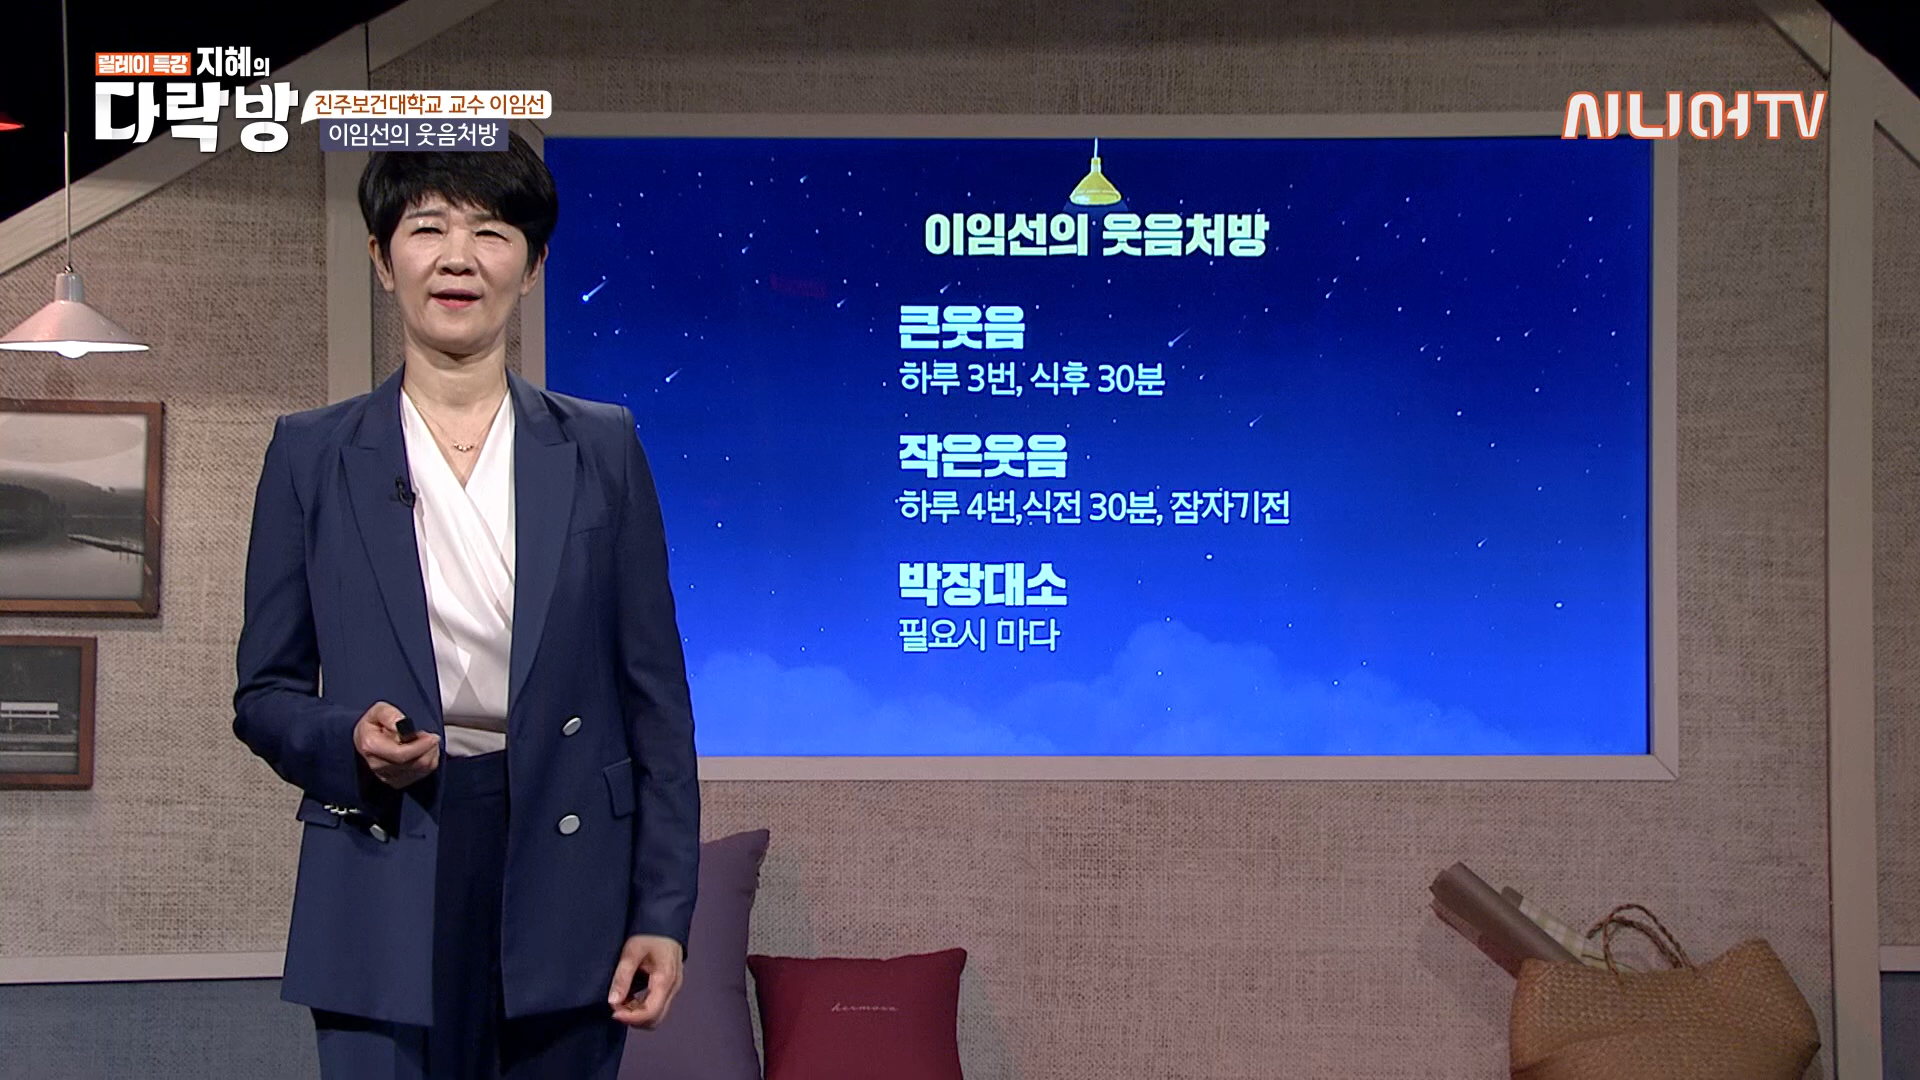 릴레이 특강 지혜의
다락방
진주보건대학교 교수 이임선
이임선의 웃음처방
시니어TV
이임선의 웃음처방
큰웃음
하루 3번, 식후 30분
작은웃음
하루 4번,식전 30분, 잠자기전
박장대소
필요시 마다
hermosa